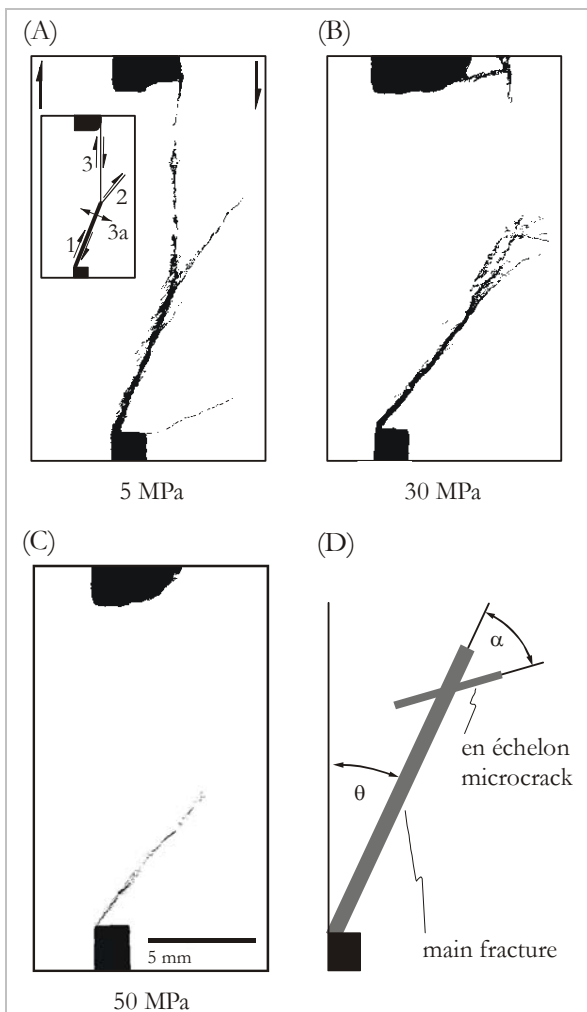 (A)
(B)
3
2
3a
1
5 MPa
30 MPa
(C)
(D)
α
en échelon
microcrack
θ
5 mm
main fracture
50 MPa